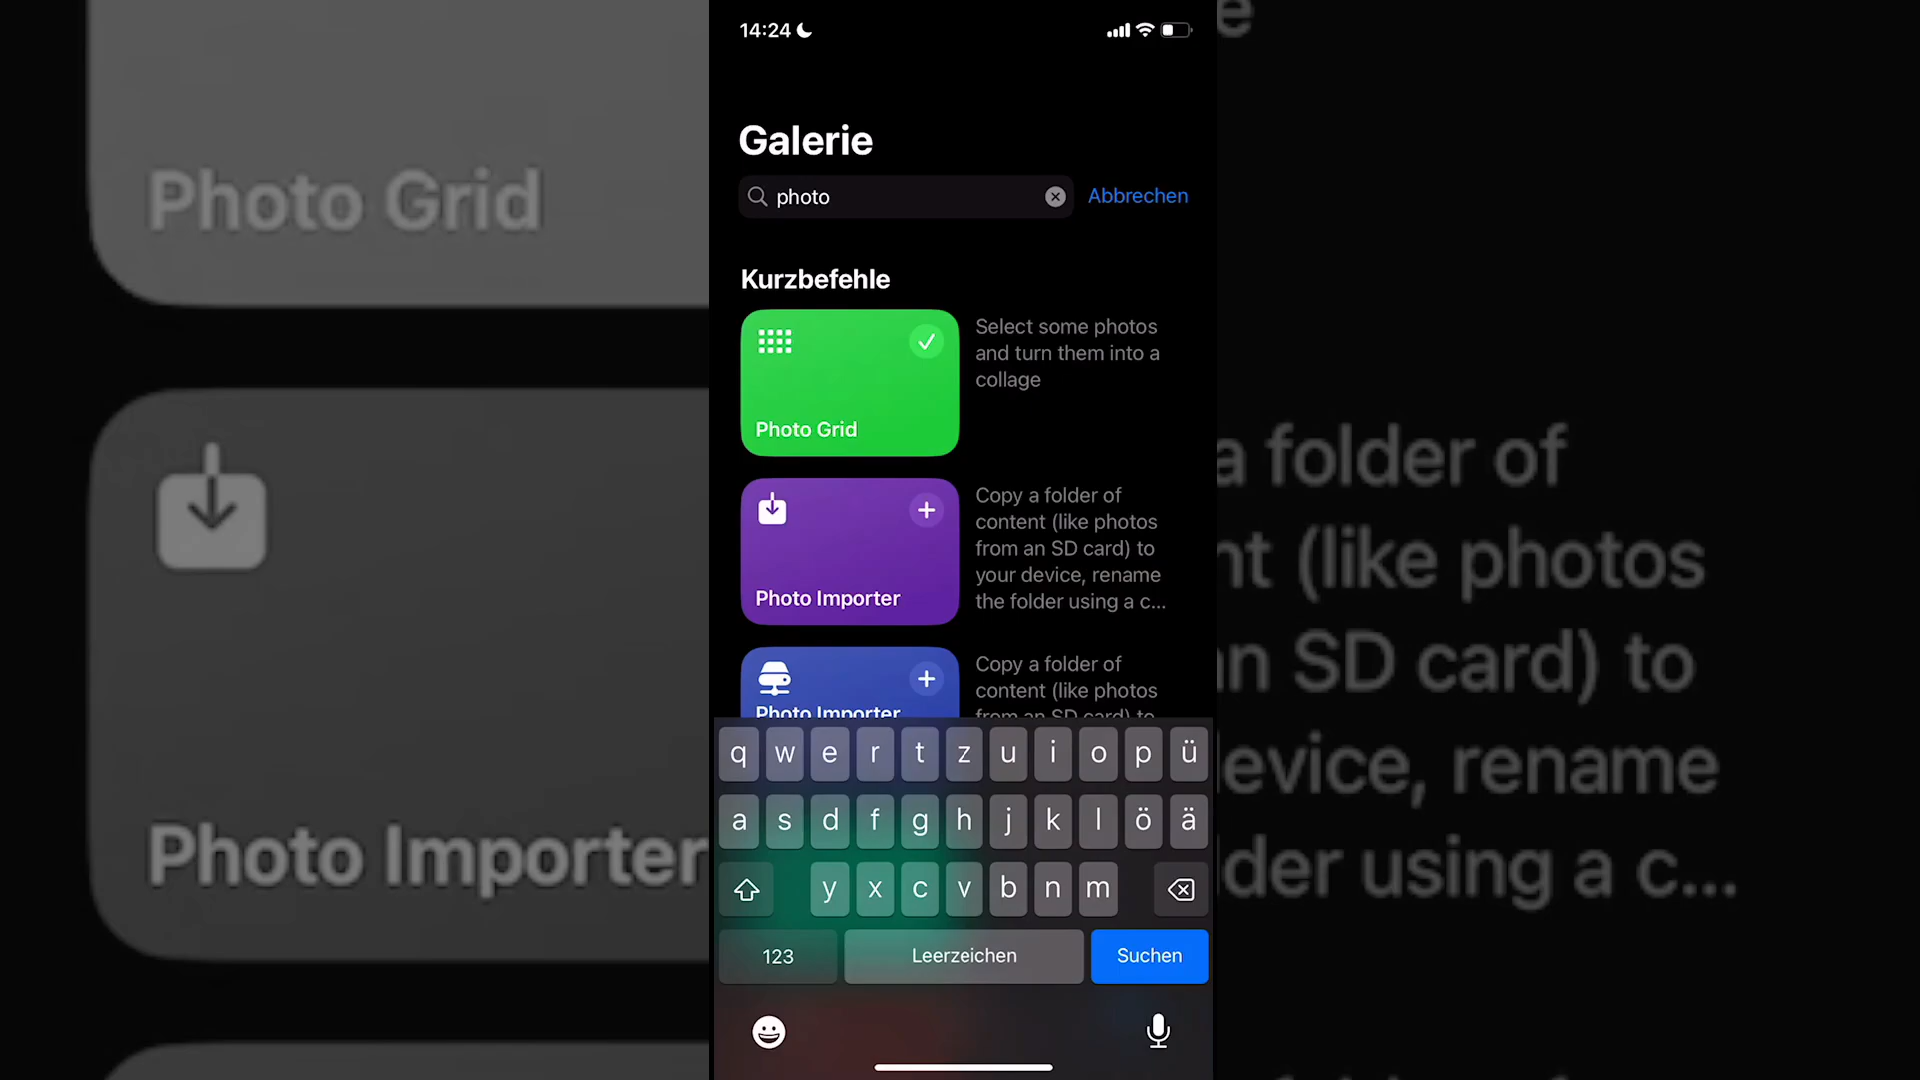 14:24
Galerie
photo
Abbrechen
Kurzbefehle
Photo Grid
Select some photos
and turn them into a
collage
Photo Importer
Copy a folder of
content (like photos
from an SD card) to
your device, rename
the folder using a c...
Photo Importer
Copy a folder of
content (like photos
from an SD card) to
q w e r t z u i o p ü
a s d f g h j k l ö ä
y x c v b n m
123 Leerzeichen Suchen
Photo Grid
Photo Importer
e
a folder of
nt (like photos
n SD card) to
evice, rename
der using a c...